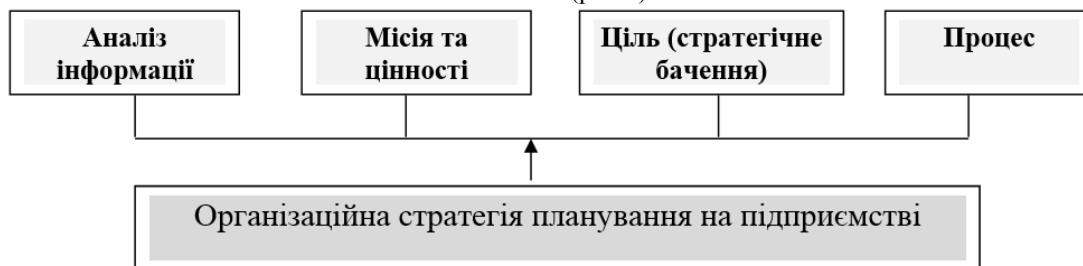 Аналіз
інформації
Місія та
цінності
Ціль (стратегічне
бачення)
Процес
Організаційна стратегія планування на підприємстві